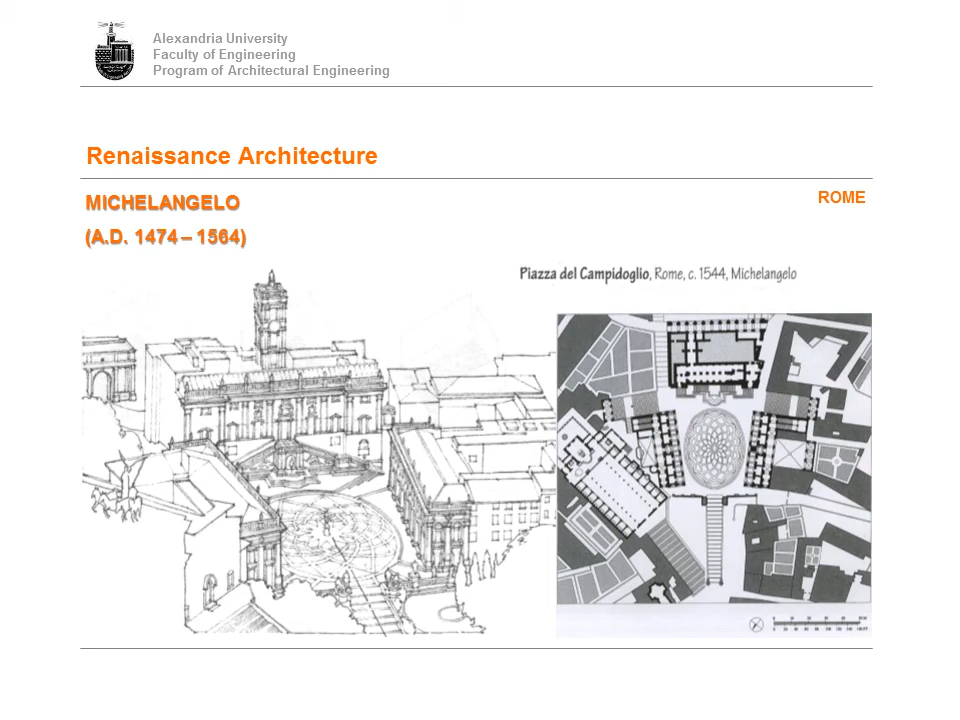 Alexandria University
Faculty of Engineering
Program of Architectural Engineering
Renaissance Architecture
MICHELANGELO
ROME
(A.D. 1474 – 1564)
Piazza del Campidoglio, Rome, c. 1544, Michelangelo